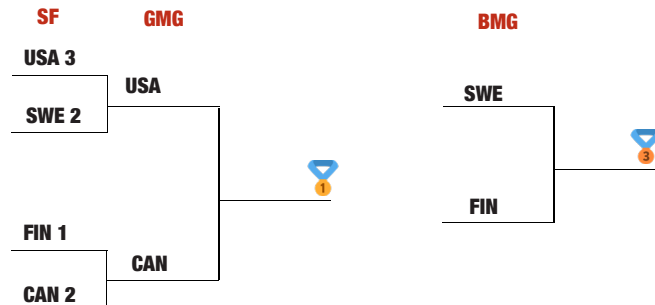 SF
GMG
BMG
USA 3
USA
SWE 2
SWE
1
3
FIN
FIN 1
CAN
CAN 2